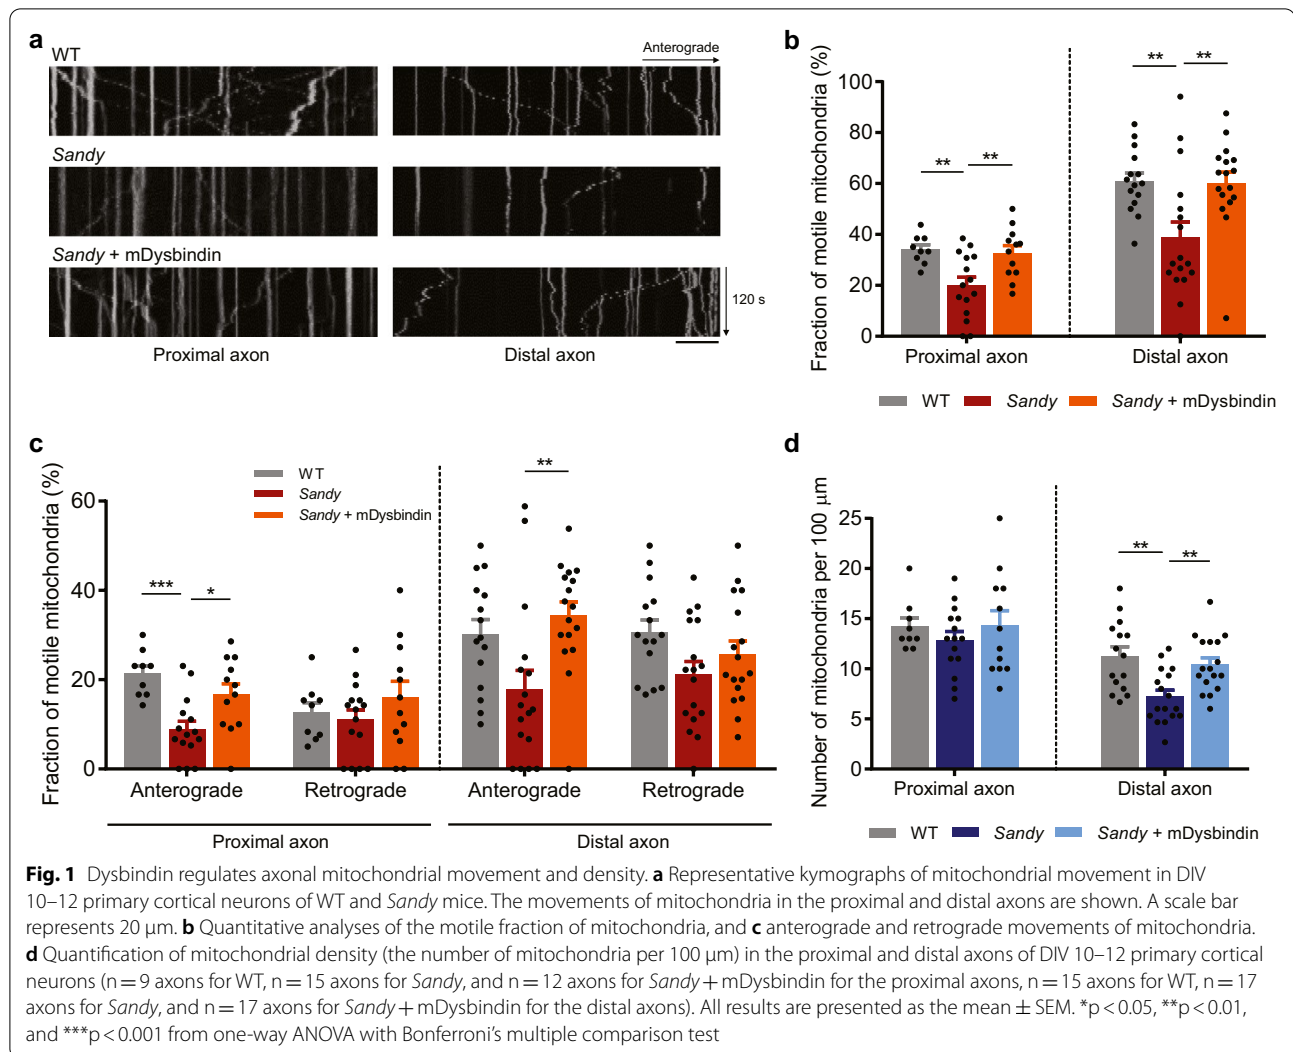 a
WT
Anterograde
Sandy
Sandy + mDysbindin
120 s
Proximal axon
Distal axon
b
Fraction of motile mitochondria (%)
100
80
60
40
20
0
** **
** **
Proximal axon
Distal axon
WT Sandy Sandy + mDysbindin
c
Fraction of motile mitochondria (%)
60
40
20
0
WT
Sandy
Sandy + mDysbindin
*** *
**
Anterograde Retrograde Anterograde Retrograde
Proximal axon Distal axon
d
Number of mitochondria per 100 μm
25
20
15
10
5
0
** **
Proximal axon
Distal axon
WT Sandy Sandy + mDysbindin
Fig. 1 Dysbindin regulates axonal mitochondrial movement and density. a Representative kymographs of mitochondrial movement in DIV
10–12 primary cortical neurons of WT and Sandy mice. The movements of mitochondria in the proximal and distal axons are shown. A scale bar
represents 20 μm. b Quantitative analyses of the motile fraction of mitochondria, and c anterograde and retrograde movements of mitochondria.
d Quantification of mitochondrial density (the number of mitochondria per 100 μm) in the proximal and distal axons of DIV 10–12 primary cortical
neurons (n = 9 axons for WT, n = 15 axons for Sandy, and n = 12 axons for Sandy + mDysbindin for the proximal axons, n = 15 axons for WT, n = 17
axons for Sandy, and n = 17 axons for Sandy + mDysbindin for the distal axons). All results are presented as the mean ± SEM. *p < 0.05, **p < 0.01,
and ***p < 0.001 from one-way ANOVA with Bonferroni’s multiple comparison test